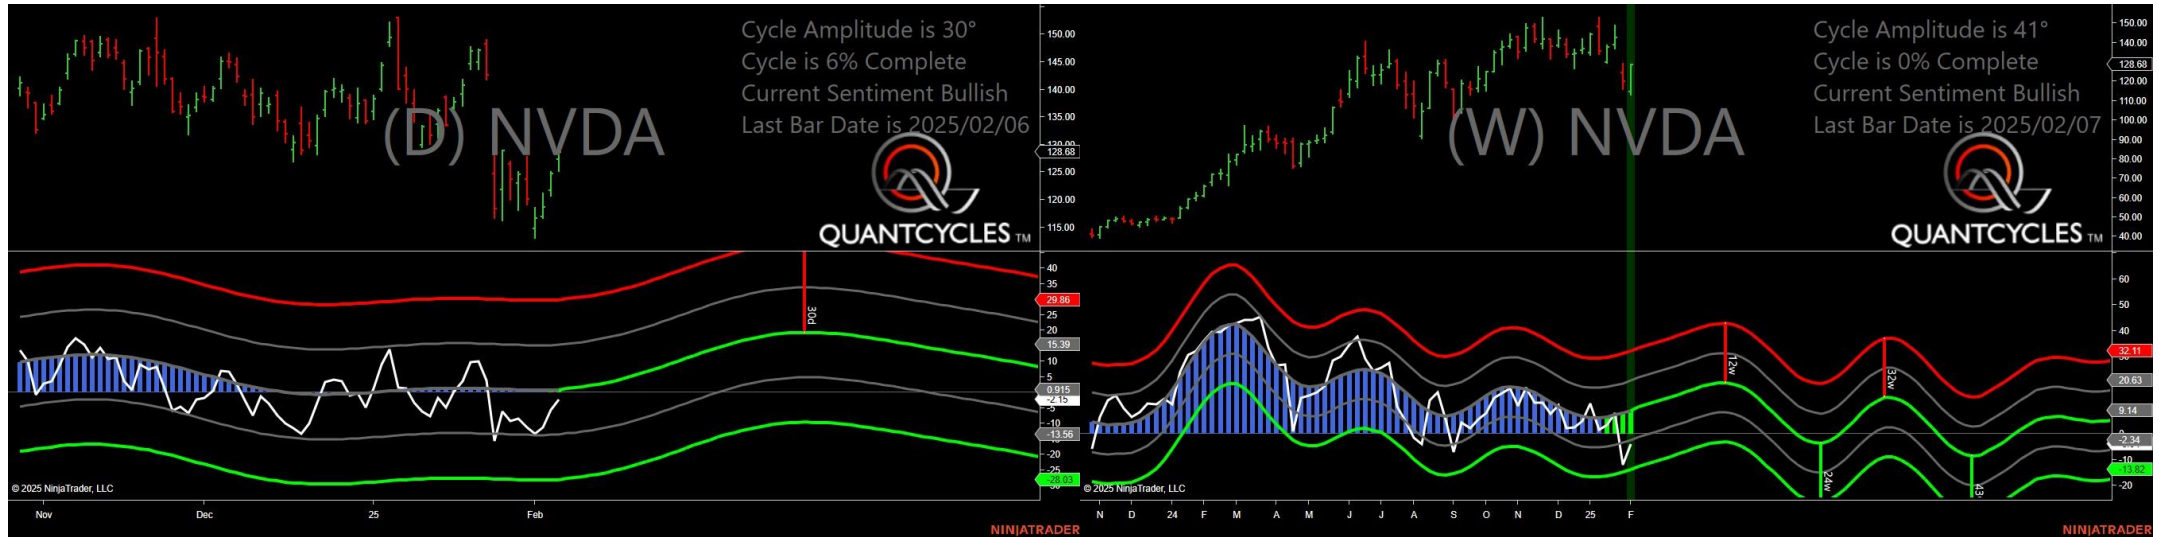 Cycle Amplitude is 30°
Cycle is 6% Complete
Current Sentiment Bullish
Last Bar Date is 2025/02/06
(D) NVDA
QUANTCYCLES TM
150.00
145.00
140.00
135.00
130.00
128.68
125.00
120.00
115.00
40
35
29.86
25
20
15.39
10
5
0.915
-2.15
-5
-10
-13.56
-20
-25
-28.03
30d
© 2025 NinjaTrader, LLC
Nov
Dec
25
Feb
NINJATRADER
Cycle Amplitude is 41°
Cycle is 0% Complete
Current Sentiment Bullish
Last Bar Date is 2025/02/07
(W) NVDA
QUANTCYCLES TM
150.00
140.00
128.68
120.00
110.00
100.00
90.00
80.00
70.00
60.00
50.00
40.00
60
50
40
32.11
20.63
9.14
-2.34
-10
-13.82
-20
12w
32w
24w
© 2025 NinjaTrader, LLC
N D 24 F M A M J J A S O N D 25 F
NINJATRADER